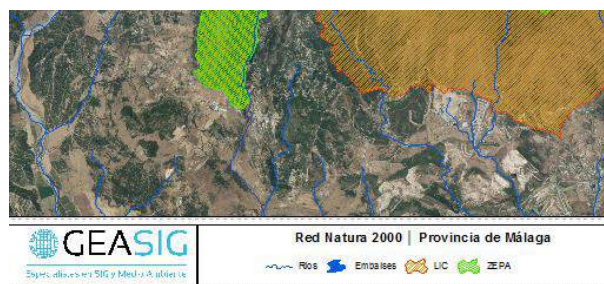 GEASIG
Especialistas en SIG y Medio Ambiente
Red Natura 2000 | Provincia de Málaga
Ríos Embalses LIC ZEPA